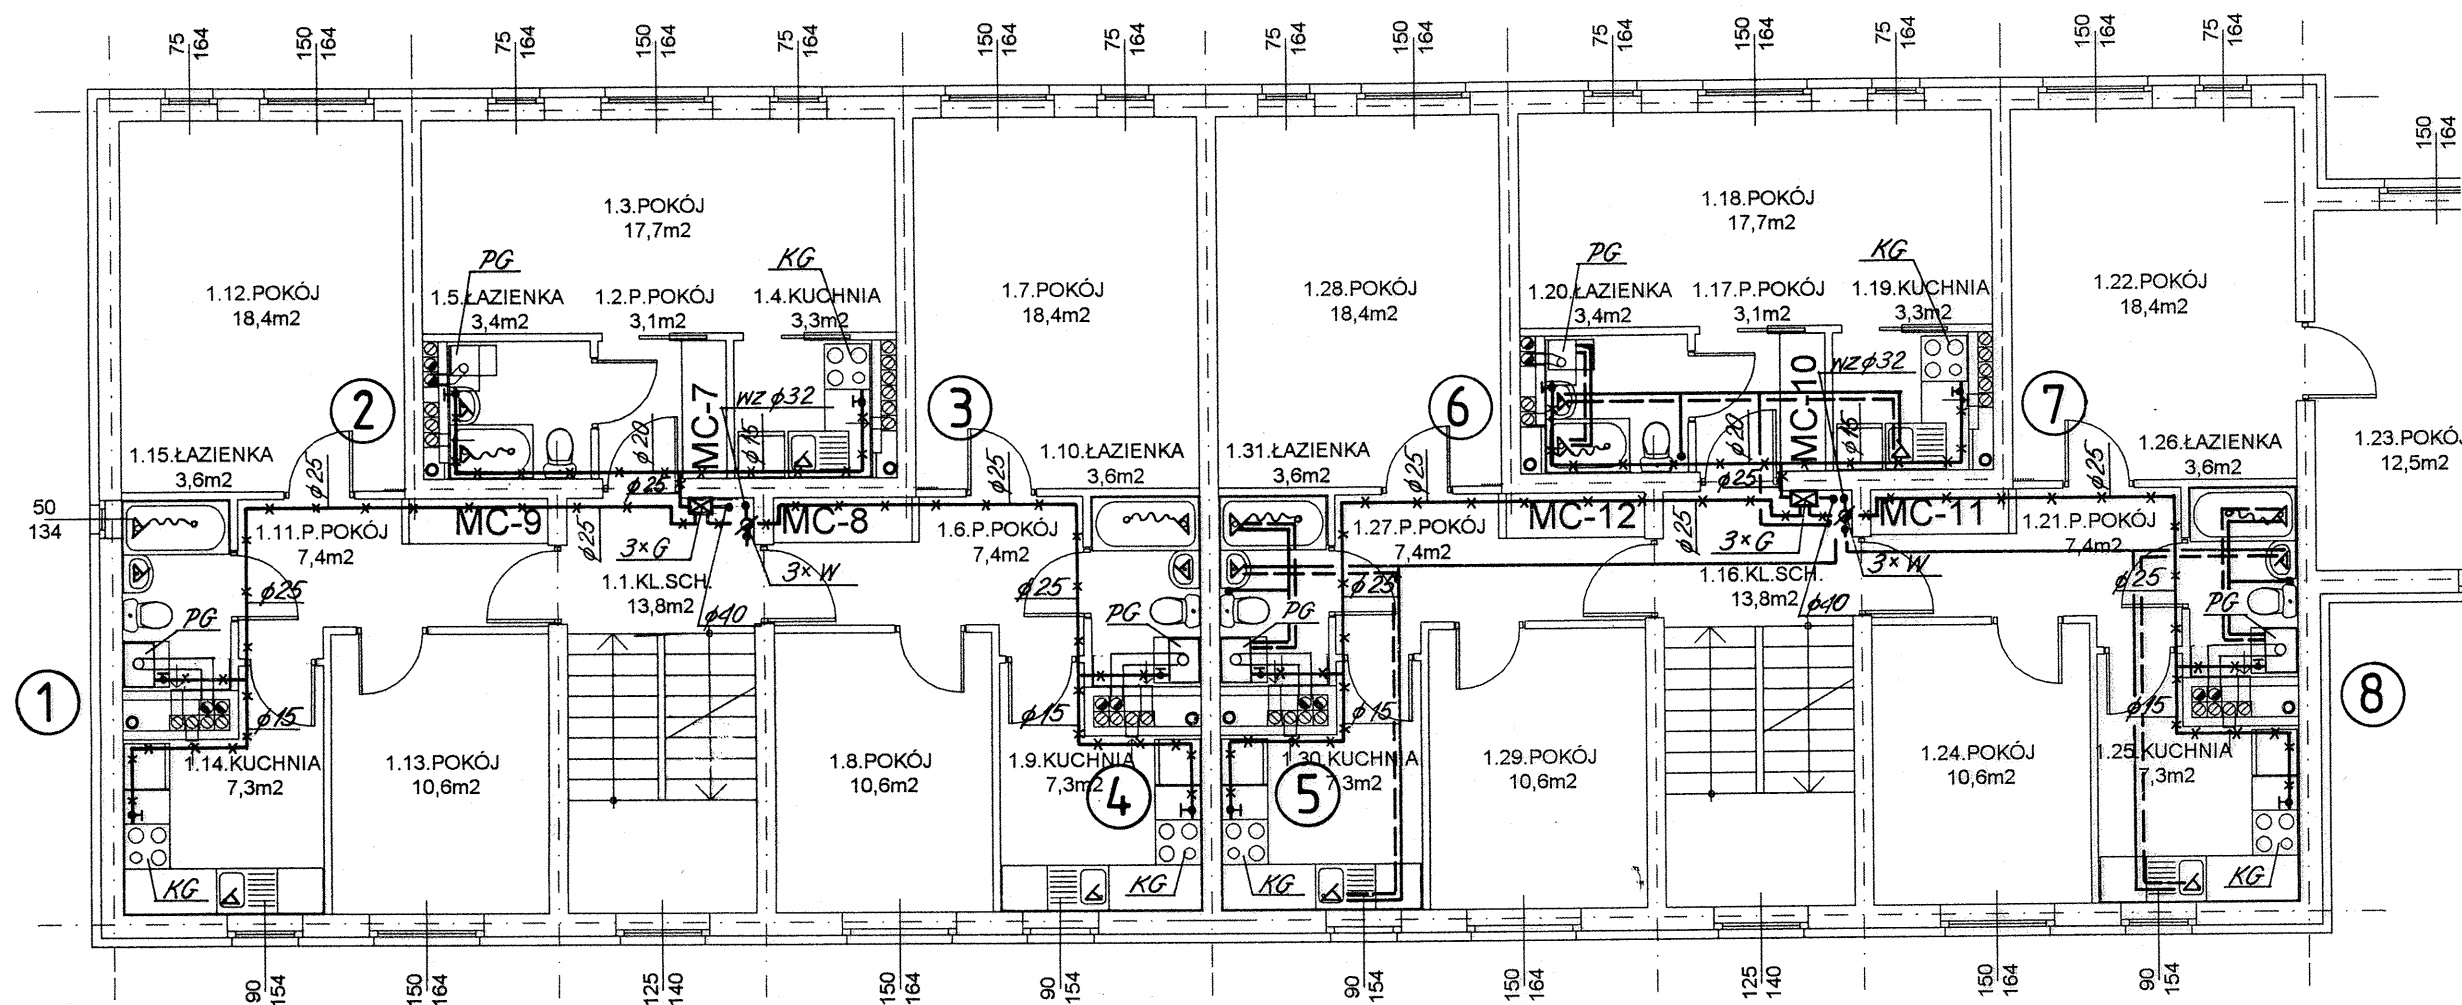 75
164
150
164
75
164
150
164
75
164
150
164
75
164
75
164
150
164
75
164
150
164
75
164
150
164
75
164
150
164
1.3.POKÓJ
17,7m2
1.18.POKÓJ
17,7m2
PG
KG
PG
KG
1.12.POKÓJ
18,4m2
1.5.ŁAZIENKA
3,4m2
1.2.P.POKÓJ
3,1m2
1.4.KUCHNIA
3,3m2
1.7.POKÓJ
18,4m2
1.28.POKÓJ
18,4m2
1.20.ŁAZIENKA
3,4m2
1.17.P.POKÓJ
3,1m2
1.19.KUCHNIA
3,3m2
1.22.POKÓJ
18,4m2
2
MC-7
WZ ϕ32
3
6
MC-10
WZ ϕ32
7
ϕ20
ϕ15
ϕ20
ϕ15
1.15.ŁAZIENKA
3,6m2
ϕ25
ϕ25
ϕ25
1.10.ŁAZIENKA
3,6m2
1.31.ŁAZIENKA
3,6m2
ϕ25
ϕ25
ϕ25
1.26.ŁAZIENKA
3,6m2
1.23.POKÓJ
12,5m2
50
134
1.11.P.POKÓJ
7,4m2
MC-9
ϕ25
MC-8
1.6.P.POKÓJ
7,4m2
1.27.P.POKÓJ
7,4m2
MC-12
ϕ25
MC-11
1.21.P.POKÓJ
7,4m2
3×G
3×W
3×G
3×W
1.1.KL.SCH.
13,8m2
1.16.KL.SCH.
13,8m2
ϕ25
ϕ40
ϕ25
ϕ25
ϕ40
ϕ25
PG
PG
PG
PG
1
8
ϕ15
ϕ15
ϕ15
ϕ15
1.14.KUCHNIA
7,3m2
1.13.POKÓJ
10,6m2
1.8.POKÓJ
10,6m2
1.9.KUCHNIA
7,3m2
4
1.30.KUCHNIA
7,3m2
5
1.29.POKÓJ
10,6m2
1.24.POKÓJ
10,6m2
1.25.KUCHNIA
7,3m2
KG
KG
KG
KG
90
154
150
164
125
140
150
164
90
154
90
154
150
164
125
140
150
164
90
154